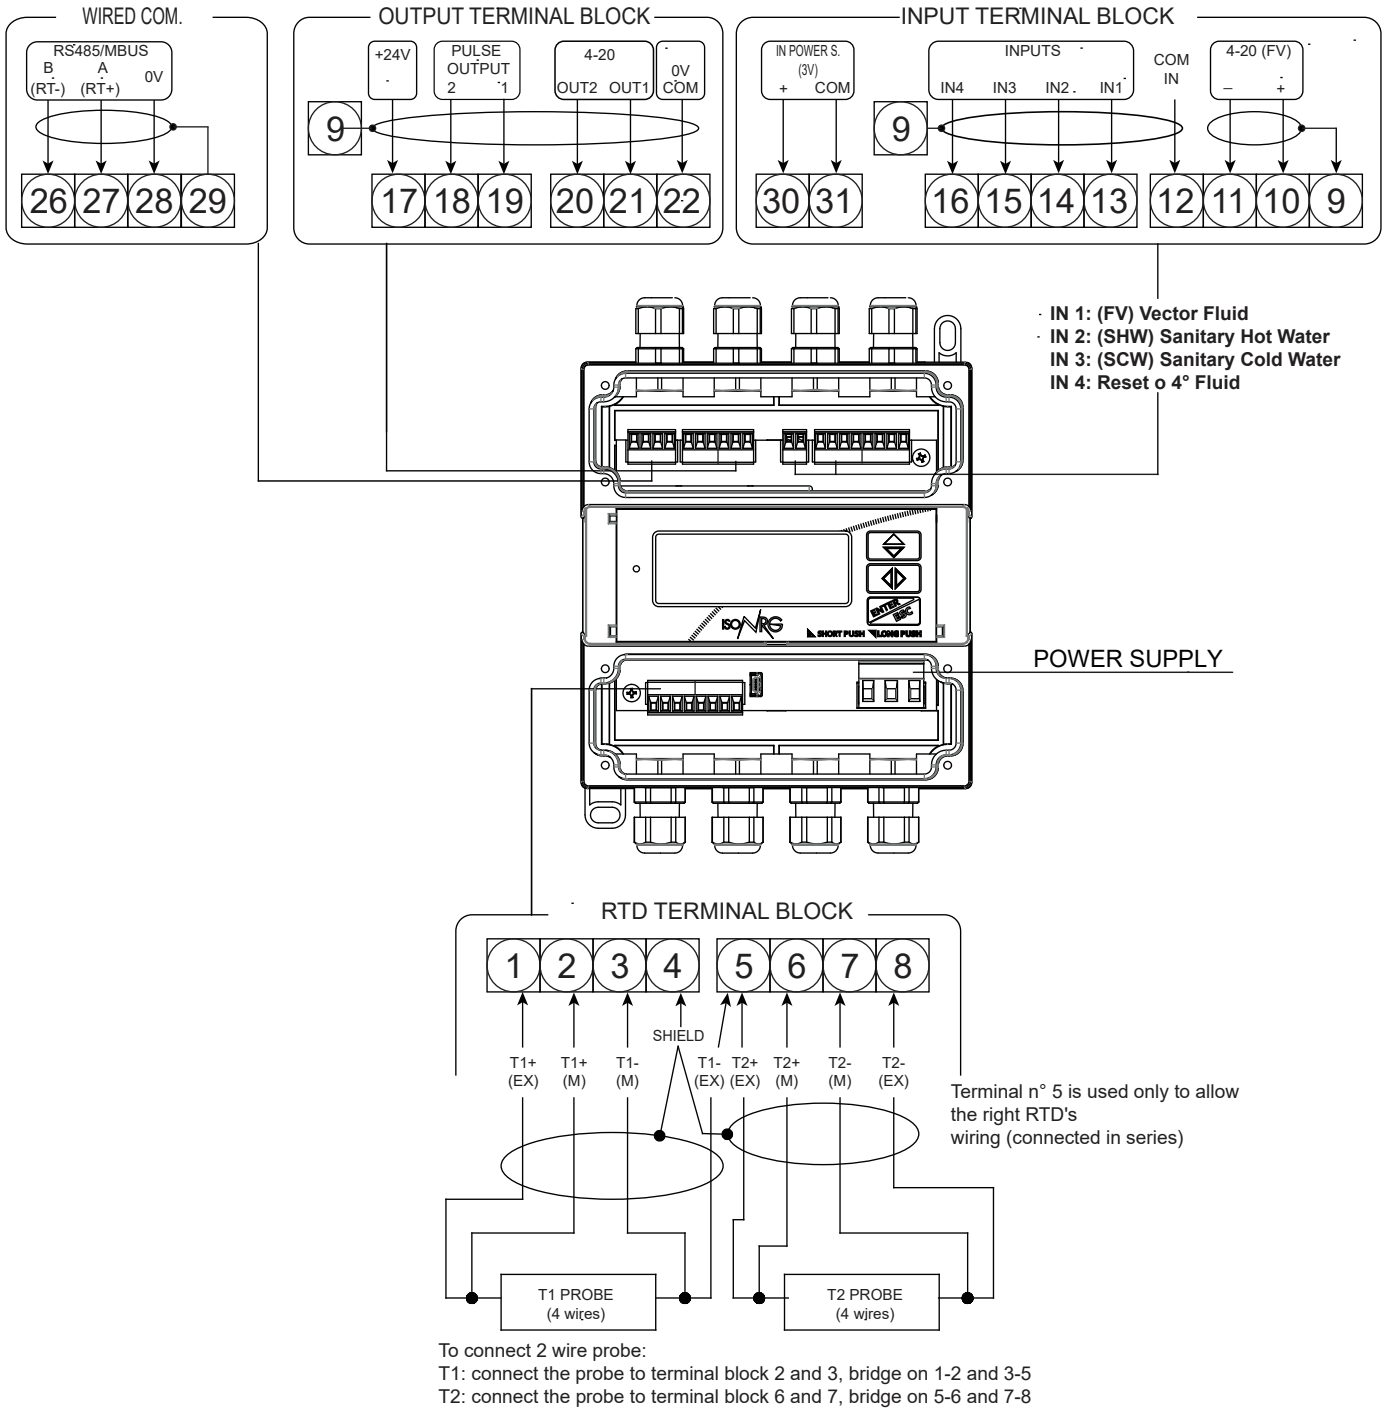 WIRED COM.
RS485/MBUS
B A 0V
(RT-) (RT+)
26 27 28 29
OUTPUT TERMINAL BLOCK
+24V
PULSE
OUTPUT
2 1
4-20
OUT2 OUT1
0V
COM
9
17 18 19 20 21 22
INPUT TERMINAL BLOCK
IN POWER S.
(3V)
+ COM
INPUTS
IN4 IN3 IN2 IN1
COM
IN
4-20 (FV)
– +
9
30 31 16 15 14 13 12 11 10 9
IN 1: (FV) Vector Fluid
IN 2: (SHW) Sanitary Hot Water
IN 3: (SCW) Sanitary Cold Water
IN 4: Reset o 4° Fluid
ENTER
ESC
ISONRG
SHORT PUSH LONG PUSH
POWER SUPPLY
RTD TERMINAL BLOCK
1 2 3 4 5 6 7 8
SHIELD
T1+ T1+ T1- T1- T2+ T2+ T2- T2-
(EX) (M) (M) (EX) (EX) (M) (M) (EX)
Terminal n° 5 is used only to allow
the right RTD's
wiring (connected in series)
T1 PROBE
(4 wires)
T2 PROBE
(4 wires)
To connect 2 wire probe:
T1: connect the probe to terminal block 2 and 3, bridge on 1-2 and 3-5
T2: connect the probe to terminal block 6 and 7, bridge on 5-6 and 7-8